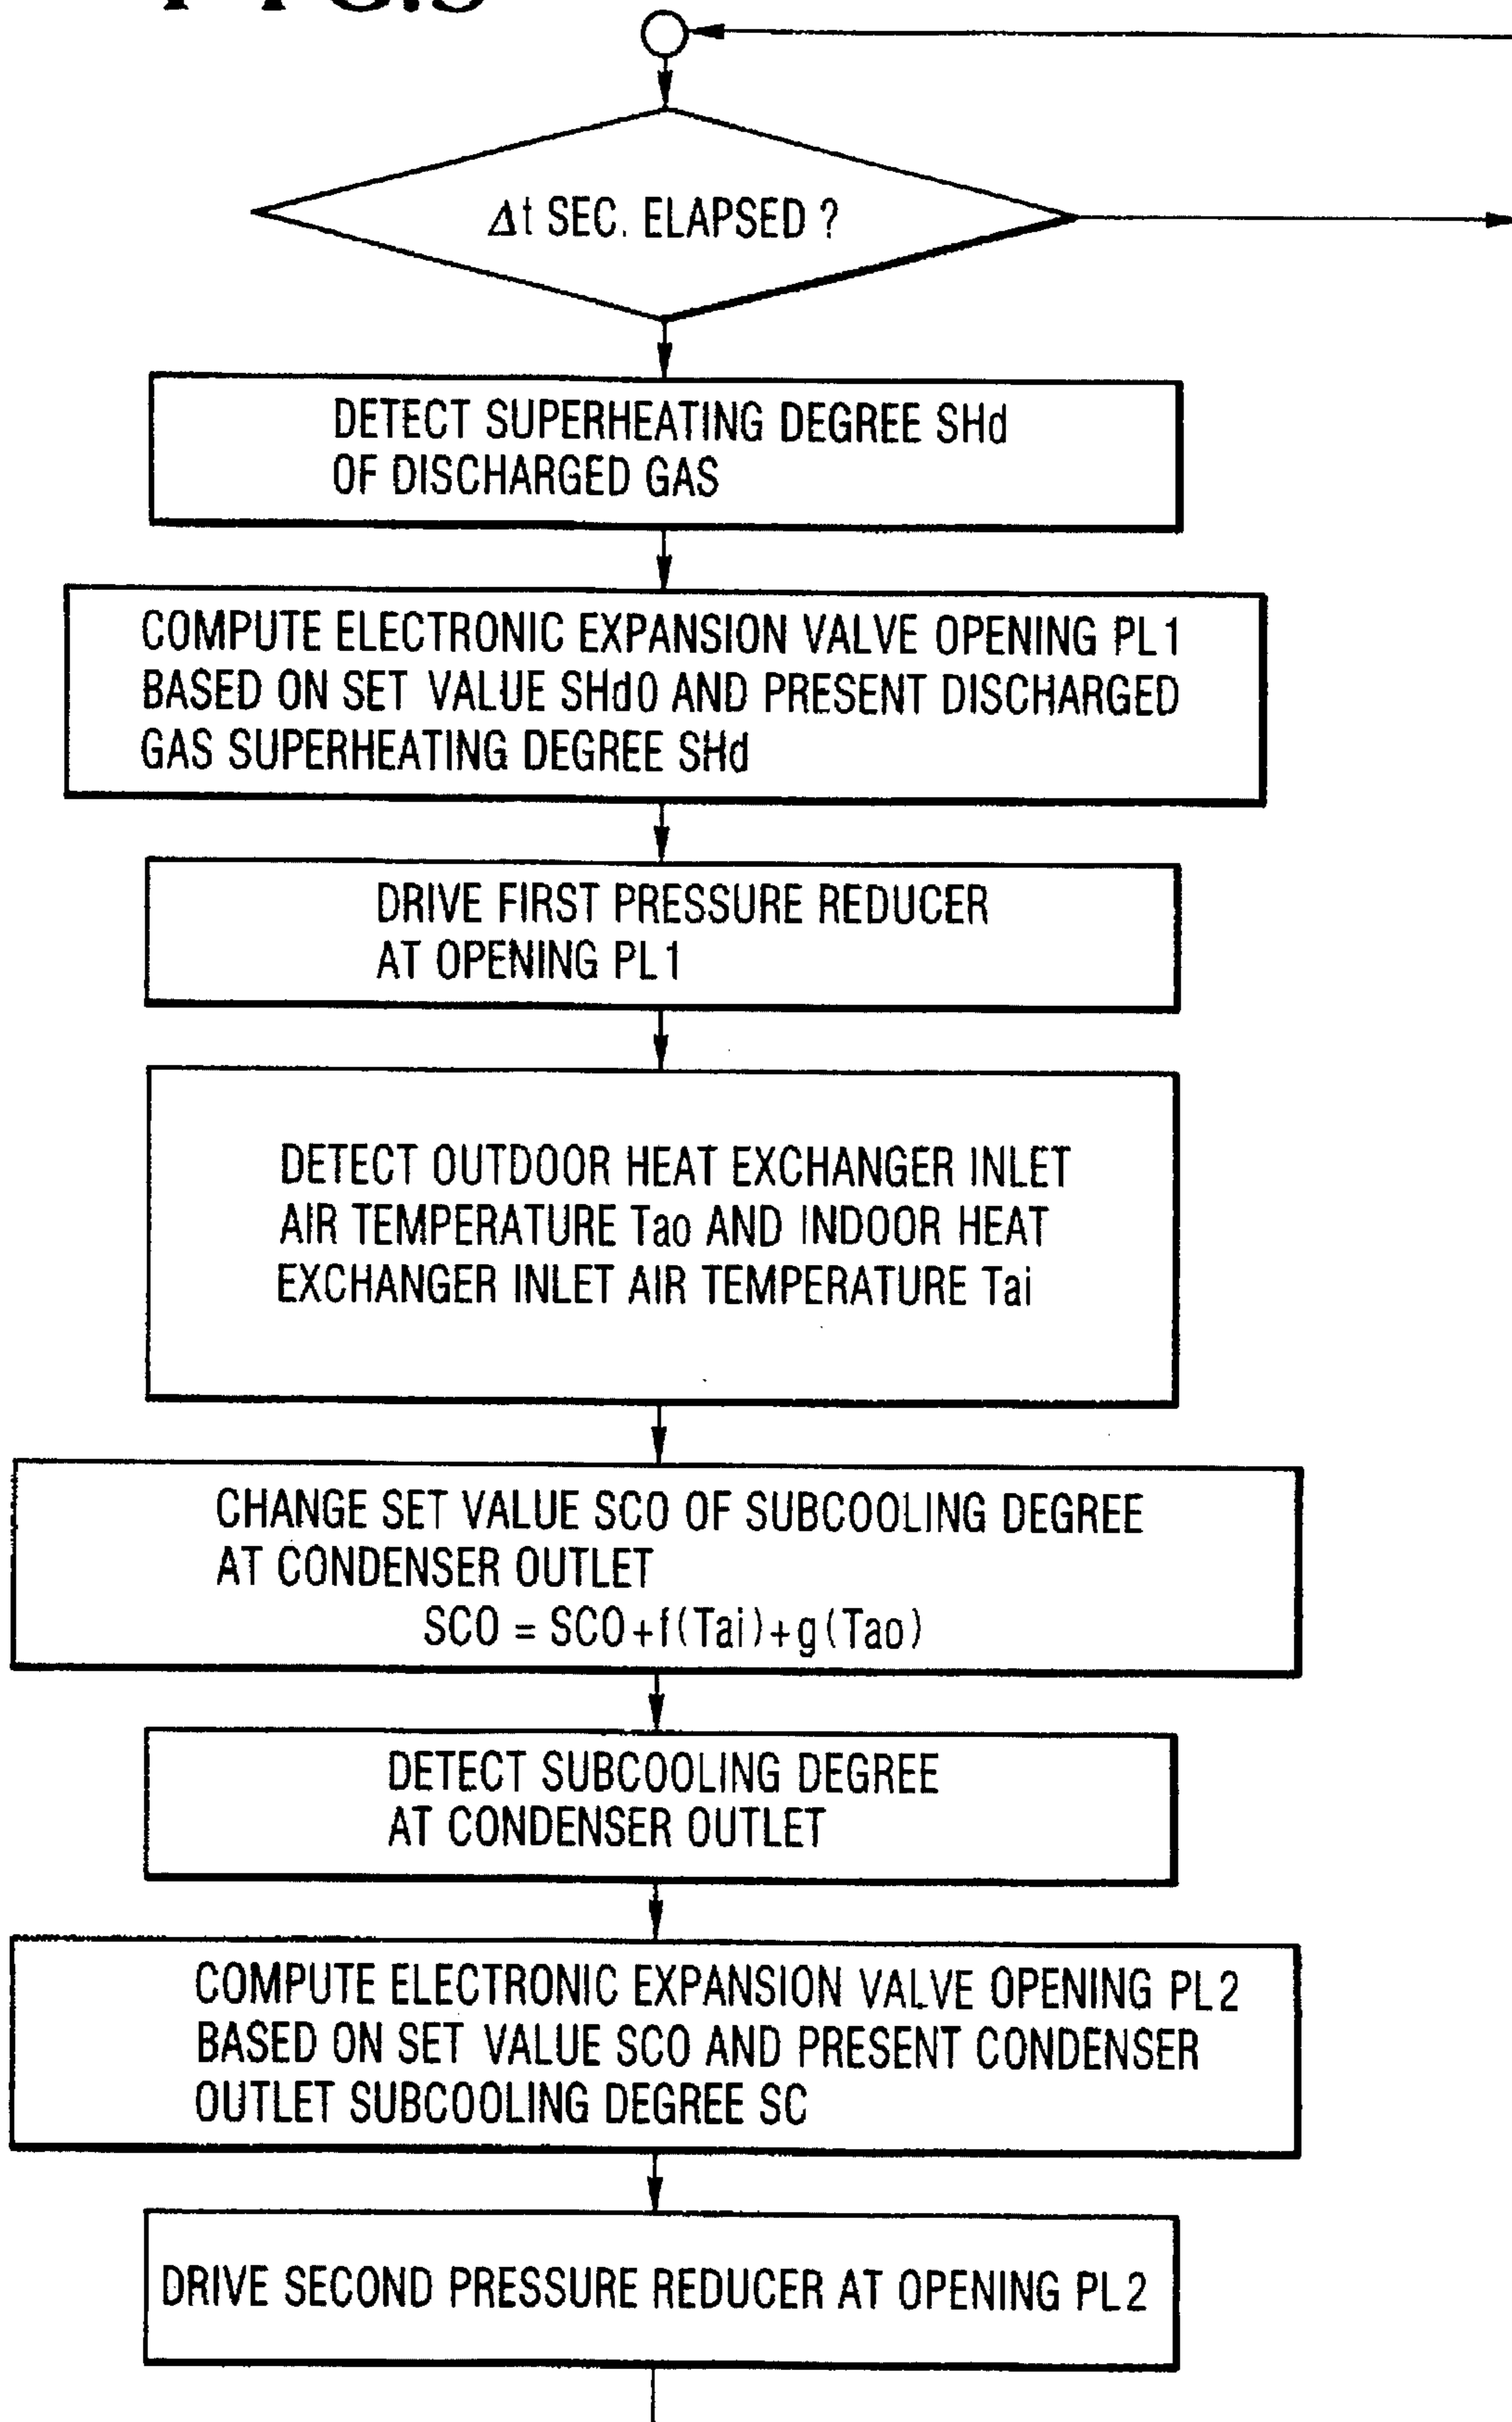 Δt SEC. ELAPSED ?
DETECT SUPERHEATING DEGREE SHd
OF DISCHARGED GAS
COMPUTE ELECTRONIC EXPANSION VALVE OPENING PL1
BASED ON SET VALUE SHd0 AND PRESENT DISCHARGED
GAS SUPERHEATING DEGREE SHd
DRIVE FIRST PRESSURE REDUCER
AT OPENING PL1
DETECT OUTDOOR HEAT EXCHANGER INLET
AIR TEMPERATURE Tao AND INDOOR HEAT
EXCHANGER INLET AIR TEMPERATURE Tai
CHANGE SET VALUE SC0 OF SUBCOOLING DEGREE
AT CONDENSER OUTLET
SC0 = SC0+f(Tai)+g(Tao)
DETECT SUBCOOLING DEGREE
AT CONDENSER OUTLET
COMPUTE ELECTRONIC EXPANSION VALVE OPENING PL2
BASED ON SET VALUE SC0 AND PRESENT CONDENSER
OUTLET SUBCOOLING DEGREE SC
DRIVE SECOND PRESSURE REDUCER AT OPENING PL2